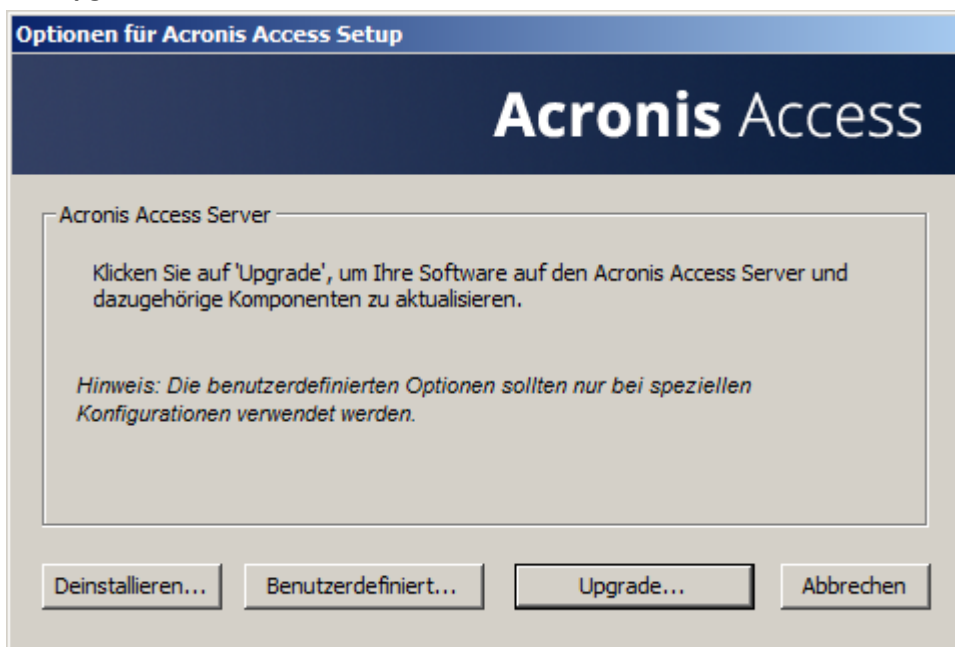 Optionen für Acronis Access Setup
Acronis Access
Acronis Access Server
Klicken Sie auf 'Upgrade', um Ihre Software auf den Acronis Access Server und
dazugehörige Komponenten zu aktualisieren.
Hinweis: Die benutzerdefinierten Optionen sollten nur bei speziellen
Konfigurationen verwendet werden.
Deinstallieren... Benutzerdefiniert... Upgrade... Abbrechen